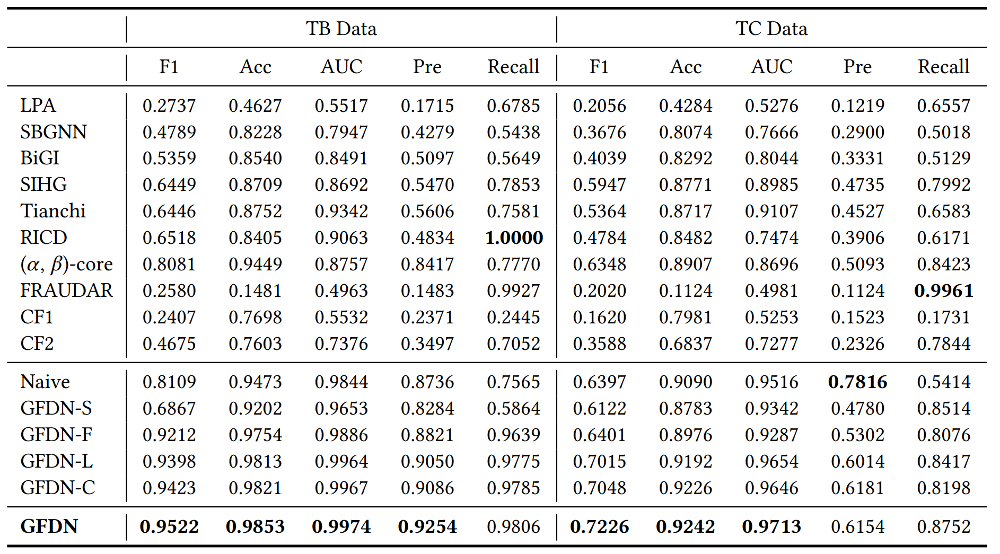 TB Data TC Data
F1 Acc AUC Pre Recall F1 Acc AUC Pre Recall
LPA 0.2737 0.4627 0.5517 0.1715 0.6785 0.2056 0.4284 0.5276 0.1219 0.6557
SBGNN 0.4789 0.8228 0.7947 0.4279 0.5438 0.3676 0.8074 0.7666 0.2900 0.5018
BiGI 0.5359 0.8540 0.8491 0.5097 0.5649 0.4039 0.8292 0.8044 0.3331 0.5129
SIHG 0.6449 0.8709 0.8692 0.5470 0.7853 0.5947 0.8771 0.8985 0.4735 0.7992
Tianchi 0.6446 0.8752 0.9342 0.5606 0.7581 0.5364 0.8717 0.9107 0.4527 0.6583
RICD 0.6518 0.8405 0.9063 0.4834 1.0000 0.4784 0.8482 0.7474 0.3906 0.6171
(α, β)-core 0.8081 0.9449 0.8757 0.8417 0.7770 0.6348 0.8907 0.8696 0.5093 0.8423
FRAUDAR 0.2580 0.1481 0.4963 0.1483 0.9927 0.2020 0.1124 0.4981 0.1124 0.9961
CF1 0.2407 0.7698 0.5532 0.2371 0.2445 0.1620 0.7981 0.5253 0.1523 0.1731
CF2 0.4675 0.7603 0.7376 0.3497 0.7052 0.3588 0.6837 0.7277 0.2326 0.7844
Naive 0.8109 0.9473 0.9844 0.8736 0.7565 0.6397 0.9090 0.9516 0.7816 0.5414
GFDN-S 0.6867 0.9202 0.9653 0.8284 0.5864 0.6122 0.8783 0.9342 0.4780 0.8514
GFDN-F 0.9212 0.9754 0.9886 0.8821 0.9639 0.6401 0.8976 0.9287 0.5302 0.8076
GFDN-L 0.9398 0.9813 0.9964 0.9050 0.9775 0.7015 0.9192 0.9654 0.6014 0.8417
GFDN-C 0.9423 0.9821 0.9967 0.9086 0.9785 0.7048 0.9226 0.9646 0.6181 0.8198
GFDN 0.9522 0.9853 0.9974 0.9254 0.9806 0.7226 0.9242 0.9713 0.6154 0.8752